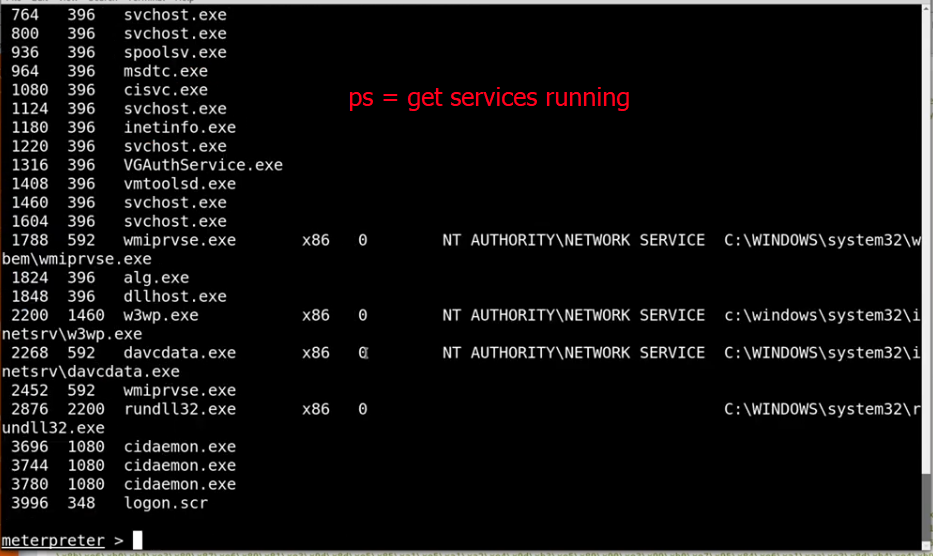 764 396 svchost.exe
800 396 svchost.exe
936 396 spoolsv.exe
964 396 msdtc.exe
1080 396 cisvc.exe
ps = get services running
1124 396 svchost.exe
1180 396 inetinfo.exe
1220 396 svchost.exe
1316 396 VGAuthService.exe
1408 396 vmtoolsd.exe
1460 396 svchost.exe
1604 396 svchost.exe
1788 592 wmiprvse.exe x86 0 NT AUTHORITY\NETWORK SERVICE C:\WINDOWS\system32\w
bem\wmiprvse.exe
1824 396 alg.exe
1848 396 dllhost.exe
2200 1460 w3wp.exe x86 0 NT AUTHORITY\NETWORK SERVICE c:\windows\system32\i
netsrv\w3wp.exe
2268 592 davcdata.exe x86 0 NT AUTHORITY\NETWORK SERVICE C:\WINDOWS\system32\i
netsrv\davcdata.exe
2452 592 wmiprvse.exe
2876 2200 rundll32.exe x86 0 C:\WINDOWS\system32\r
undll32.exe
3696 1080 cidaemon.exe
3744 1080 cidaemon.exe
3780 1080 cidaemon.exe
3996 348 logon.scr
meterpreter >